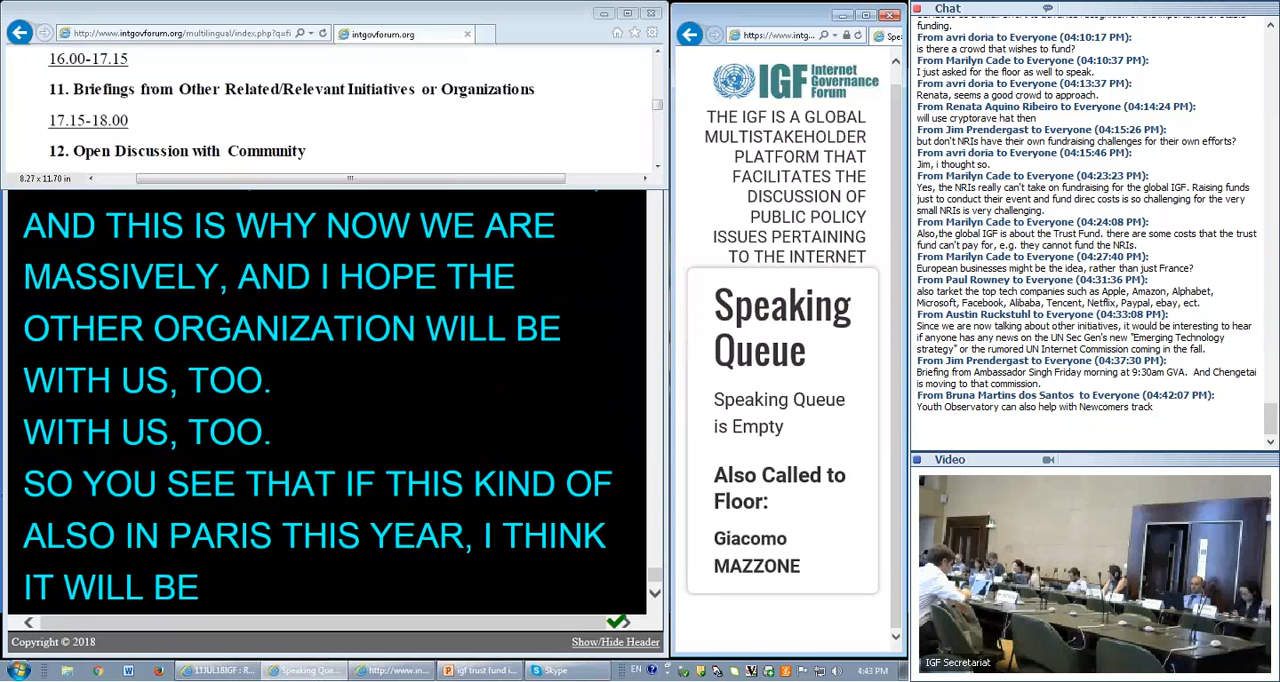 http://www.intgovforum.org/multilingual/index.php?q=fi
intgovforum.org
16.00-17.15
11. Briefings from Other Related/Relevant Initiatives or Organizations
17.15-18.00
12. Open Discussion with Community
8.27 x 11.70 in
AND THIS IS WHY NOW WE ARE
MASSIVELY, AND I HOPE THE
OTHER ORGANIZATION WILL BE
WITH US, TOO.
WITH US, TOO.
SO YOU SEE THAT IF THIS KIND OF
ALSO IN PARIS THIS YEAR, I THINK
IT WILL BE
Copyright © 2018
Show/Hide Header
https://www.intg...
Spe
IGF Internet
Governance
Forum
THE IGF IS A GLOBAL
MULTISTAKEHOLDER
PLATFORM THAT
FACILITATES THE
DISCUSSION OF
PUBLIC POLICY
ISSUES PERTAINING
TO THE INTERNET
Speaking
Queue
Speaking Queue
is Empty
Also Called to
Floor:
Giacomo
MAZZONE
Chat
funding.
From avri doria to Everyone (04:10:17 PM):
is there a crowd that wishes to fund?
From Marilyn Cade to Everyone (04:10:37 PM):
I just asked for the floor as well to speak.
From avri doria to Everyone (04:13:37 PM):
Renata, seems a good crowd to approach.
From Renata Aquino Ribeiro to Everyone (04:14:24 PM):
will use cryptorave hat then
From Jim Prendergast to Everyone (04:15:26 PM):
but don't NRIs have their own fundraising challenges for their own efforts?
From avri doria to Everyone (04:15:46 PM):
Jim, i thought so.
From Marilyn Cade to Everyone (04:23:23 PM):
Yes, the NRIs really can't take on fundraising for the global IGF. Raising funds
just to conduct their event and fund direc costs is so challenging for the very
small NRIs is very challenging.
From Marilyn Cade to Everyone (04:24:08 PM):
Also,the global IGF is about the Trust Fund. there are some costs that the trust
fund can't pay for, e.g. they cannot fund the NRIs.
From Marilyn Cade to Everyone (04:27:40 PM):
European businesses might be the idea, rather than just France?
From Paul Rowney to Everyone (04:31:36 PM):
also tarket the top tech companies such as Apple, Amazon, Alphabet,
Microsoft, Facebook, Alibaba, Tencent, Netflix, Paypal, ebay, ect.
From Austin Ruckstuhl to Everyone (04:33:08 PM):
Since we are now talking about other initiatives, it would be interesting to hear
if anyone has any news on the UN Sec Gen's new "Emerging Technology
strategy" or the rumored UN Internet Commission coming in the fall.
From Jim Prendergast to Everyone (04:37:30 PM):
Briefing from Ambassador Singh Friday morning at 9:30am GVA. And Chengetai
is moving to that commission.
From Bruna Martins dos Santos to Everyone (04:42:07 PM):
Youth Observatory can also help with Newcomers track
Video
IGF Secretariat
11JUL18IGF : R...
Speaking Que...
http://www.in...
igf trust fund i...
Skype
EN
4:43 PM